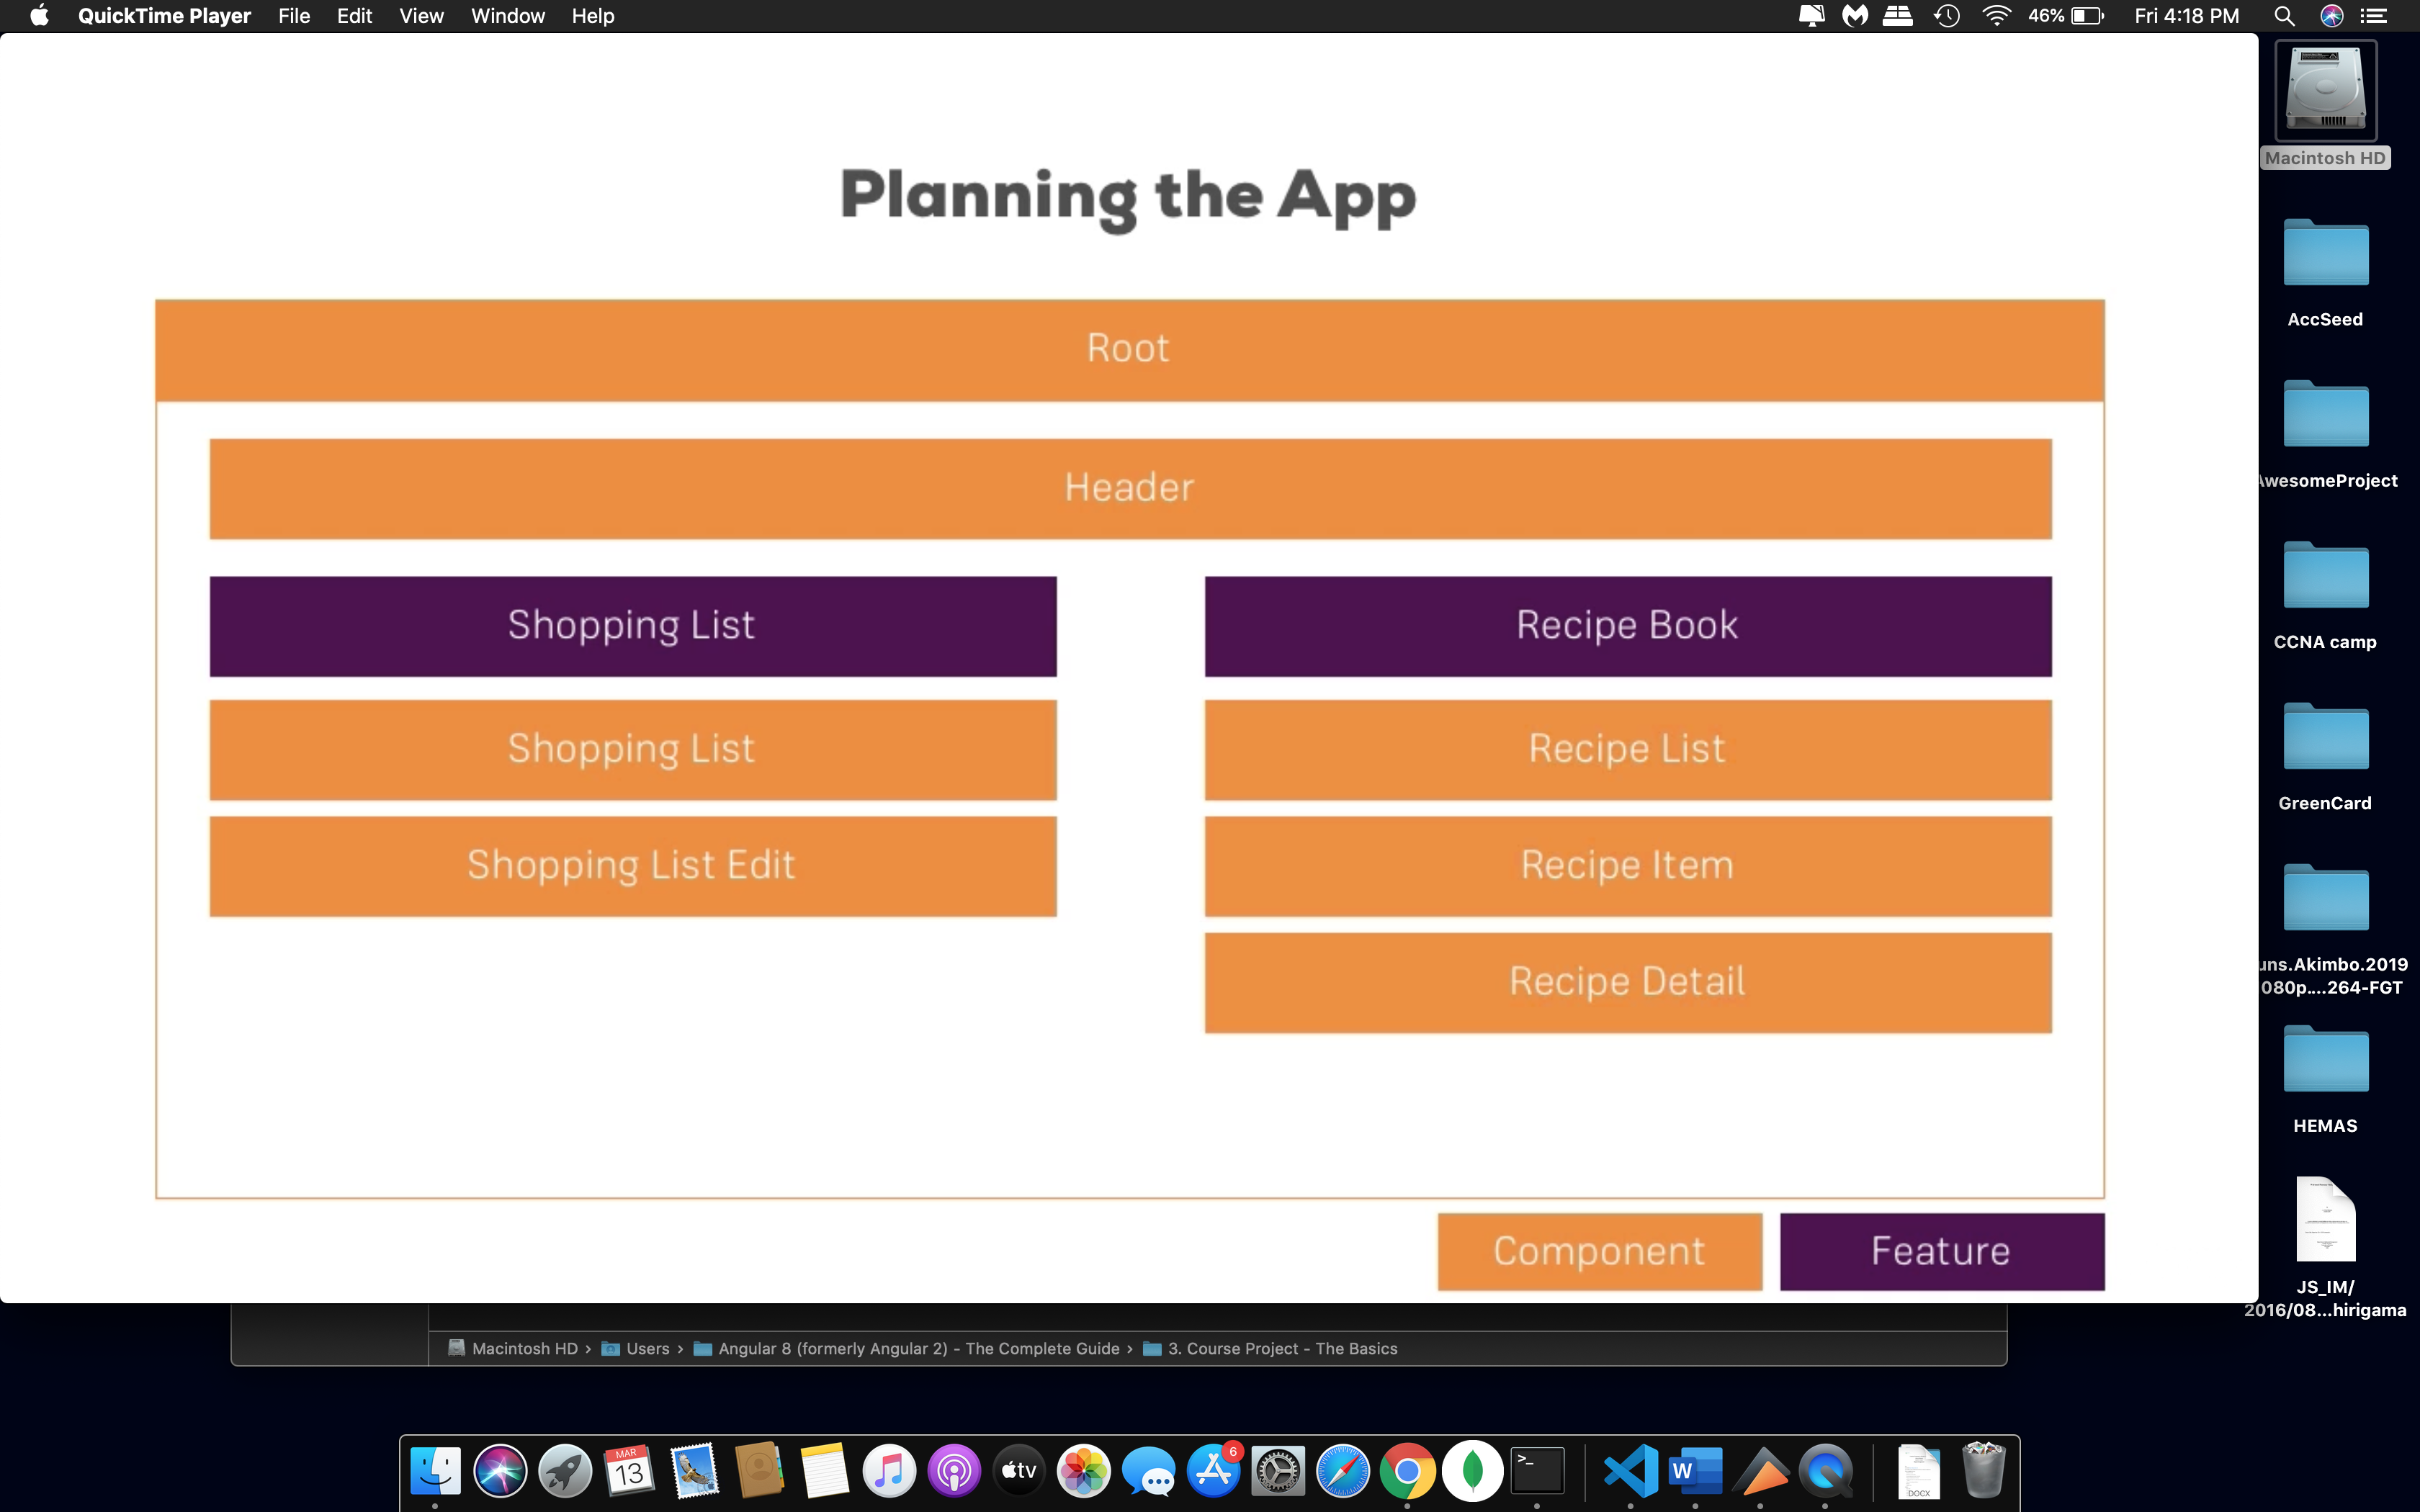 QuickTime Player File Edit View Window Help 46% Fri 4:18 PM
Planning the App
Root
Header
Shopping List
Recipe Book
Shopping List
Recipe List
Shopping List Edit
Recipe Item
Recipe Detail
Component
Feature
Macintosh HD
AccSeed
AwesomeProject
CCNA camp
GreenCard
uns.Akimbo.2019
080p....264-FGT
HEMAS
JS_IM/
2016/08...hirigama
Macintosh HD › Users › Angular 8 (formerly Angular 2) - The Complete Guide › 3. Course Project - The Basics
MAR
13
tv
6
>_
W
DOCX